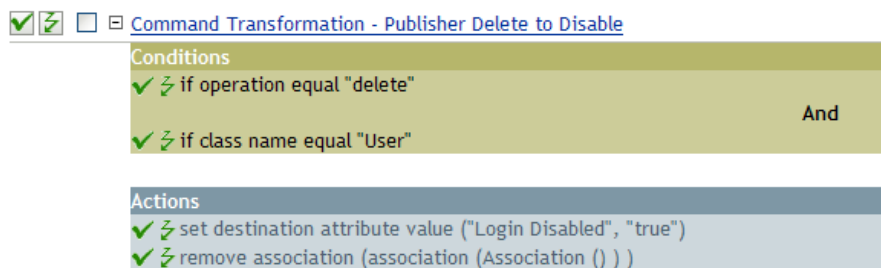 Command Transformation - Publisher Delete to Disable
Conditions
if operation equal "delete"
And
if class name equal "User"
Actions
set destination attribute value ("Login Disabled", "true")
remove association (association (Association () ) )